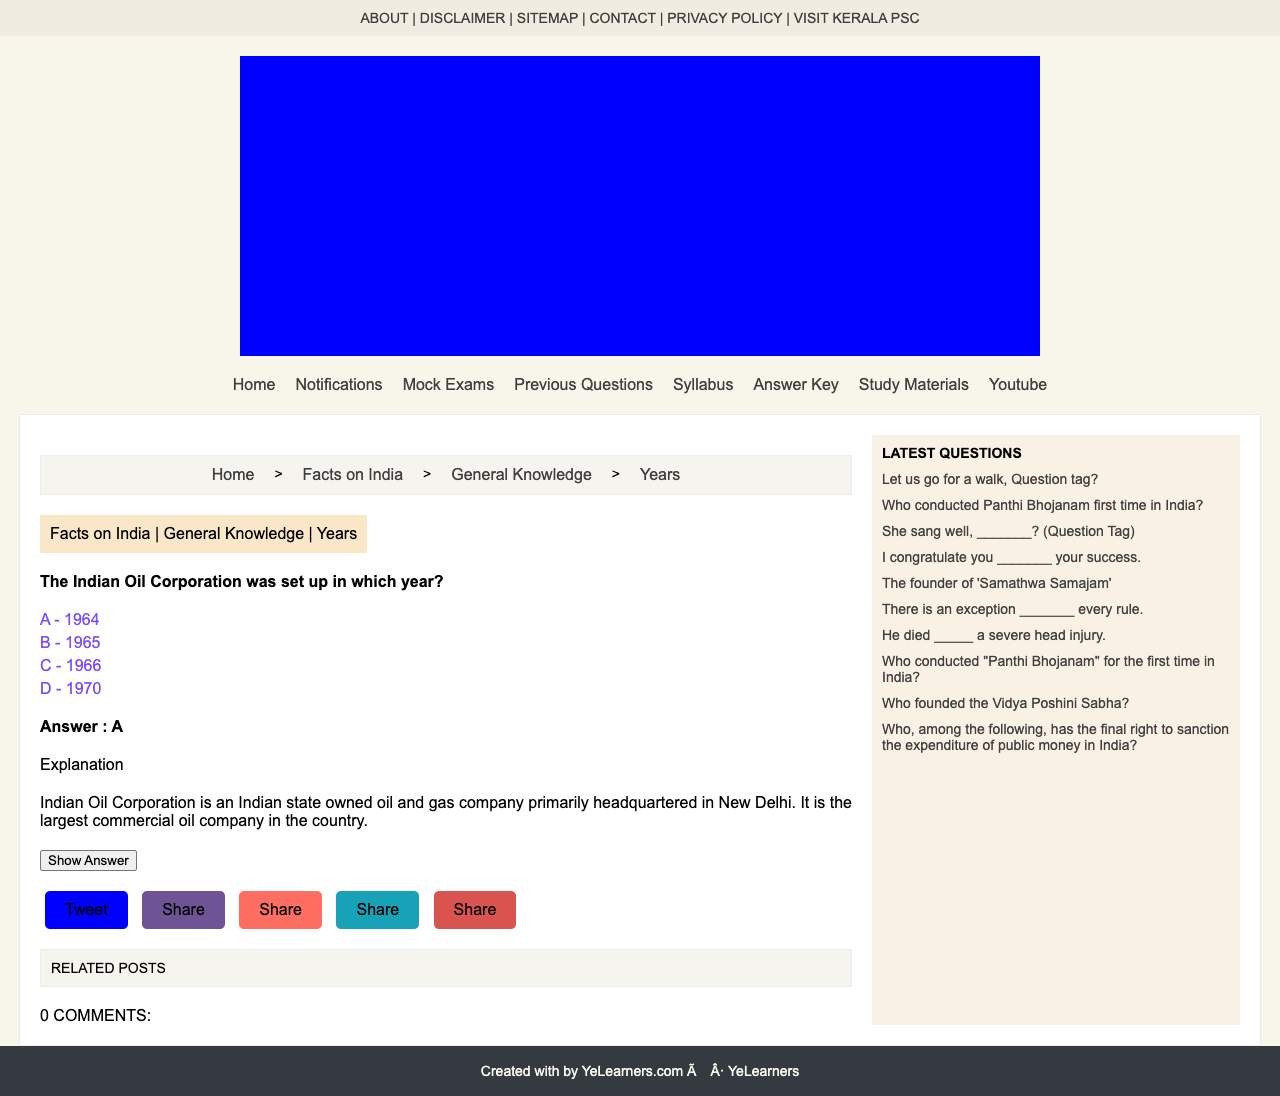 ABOUT | DISCLAIMER | SITEMAP | CONTACT | PRIVACY POLICY | VISIT KERALA PSC
Home Notifications Mock Exams Previous Questions Syllabus Answer Key Study Materials Youtube
Home > Facts on India > General Knowledge > Years
Facts on India | General Knowledge | Years
The Indian Oil Corporation was set up in which year?
A - 1964
B - 1965
C - 1966
D - 1970
Answer : A
Explanation
Indian Oil Corporation is an Indian state owned oil and gas company primarily headquartered in New Delhi. It is the
largest commercial oil company in the country.
Show Answer
Tweet Share Share Share Share
RELATED POSTS
0 COMMENTS:
LATEST QUESTIONS
Let us go for a walk, Question tag?
Who conducted Panthi Bhojanam first time in India?
She sang well, _______? (Question Tag)
I congratulate you _______ your success.
The founder of 'Samathwa Samajam'
There is an exception _______ every rule.
He died _____ a severe head injury.
Who conducted "Panthi Bhojanam" for the first time in
India?
Who founded the Vidya Poshini Sabha?
Who, among the following, has the final right to sanction
the expenditure of public money in India?
Created with by YeLearners.com Ã Â· YeLearners